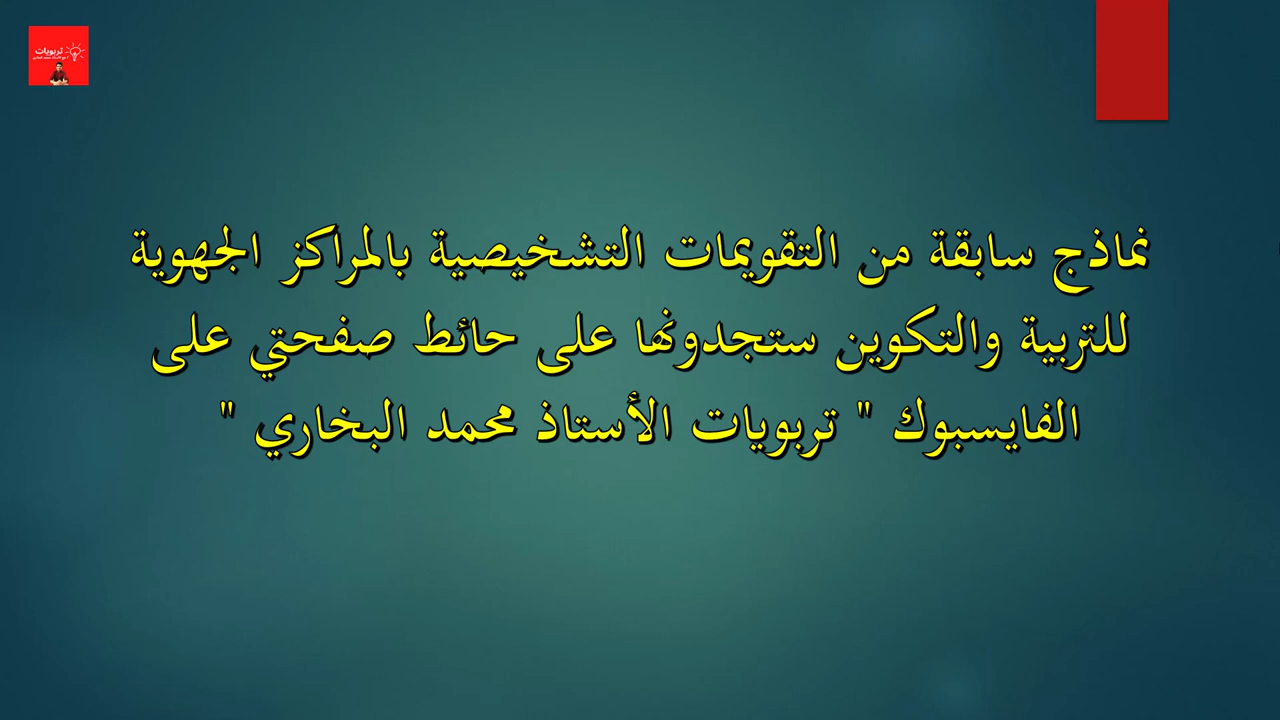 تربويات
نماذج سابقة من التقويمات التشخيصية بالمراكز الجهوية
للتربية والتكوين ستجدونها على حائط صفحتي على
الفايسبوك " تربويات الأستاذ محمد البخاري "